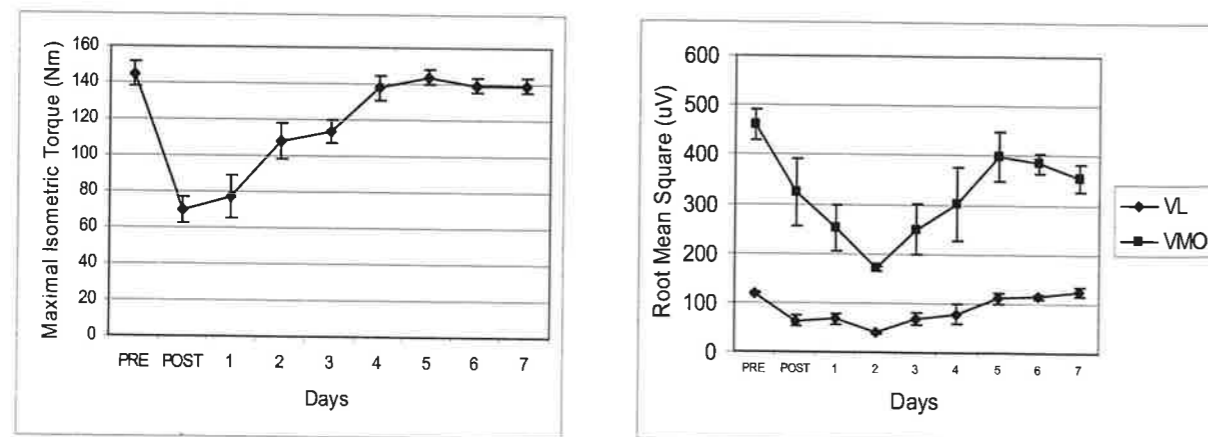 Maximal Isometric Torque (Nm)
160
140
120
100
80
60
40
20
0
PRE POST 1 2 3 4 5 6 7
Days
Root Mean Square (uV)
600
500
400
300
200
100
0
PRE POST 1 2 3 4 5 6 7
Days
VL
VMO